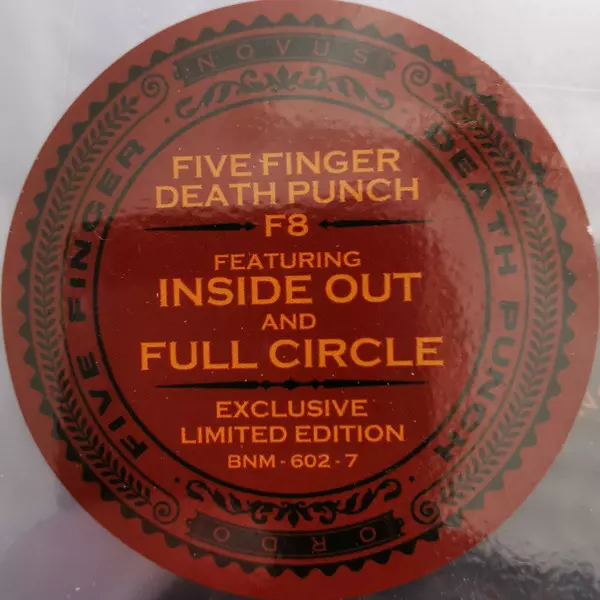 NOVUS
FIVE FINGER
DEATH PUNCH
FIVE FINGER
DEATH PUNCH
F8
FEATURING
INSIDE OUT
AND
FULL CIRCLE
EXCLUSIVE
LIMITED EDITION
BNM - 602 - 7
ORDO